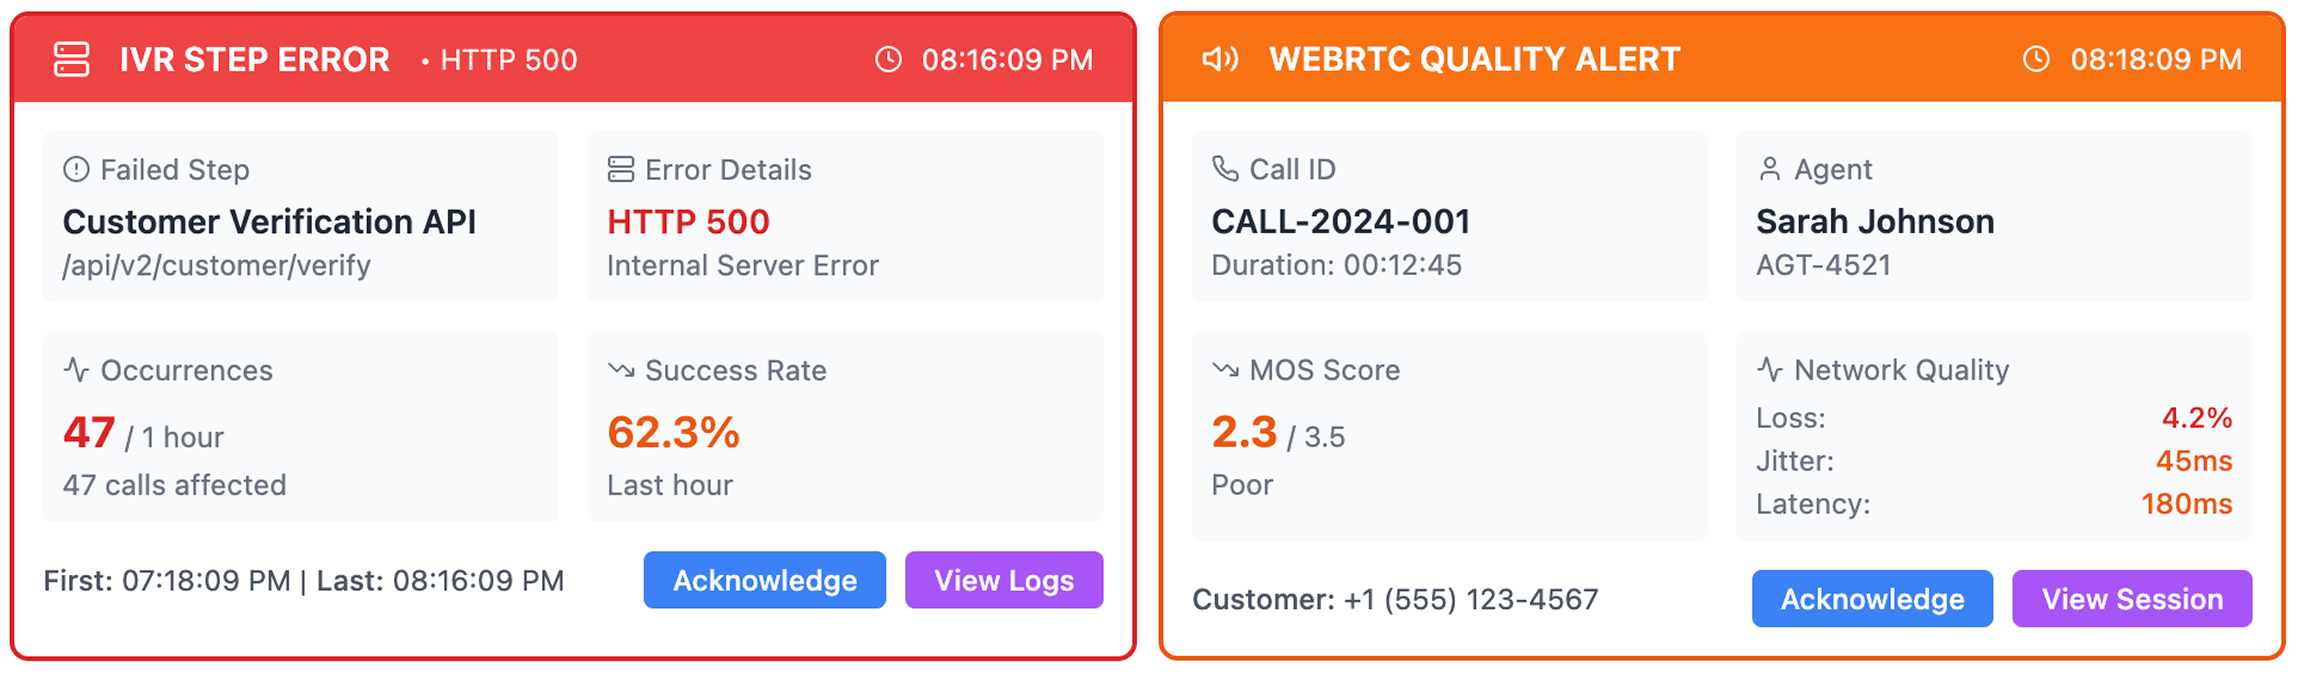 IVR STEP ERROR • HTTP 500 08:16:09 PM
Failed Step
Customer Verification API
/api/v2/customer/verify
Error Details
HTTP 500
Internal Server Error
Occurrences
47 / 1 hour
47 calls affected
Success Rate
62.3%
Last hour
First: 07:18:09 PM | Last: 08:16:09 PM
Acknowledge
View Logs
WEBRTC QUALITY ALERT 08:18:09 PM
Call ID
CALL-2024-001
Duration: 00:12:45
Agent
Sarah Johnson
AGT-4521
MOS Score
2.3 / 3.5
Poor
Network Quality
Loss: 4.2%
Jitter: 45ms
Latency: 180ms
Customer: +1 (555) 123-4567
Acknowledge
View Session